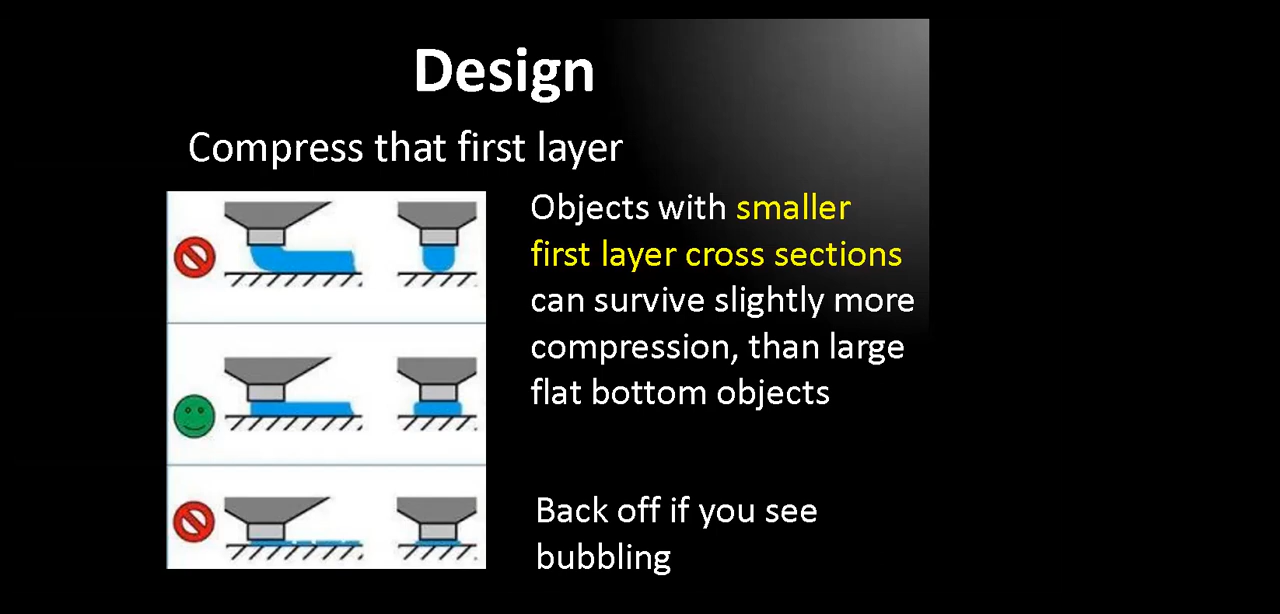 Design
Compress that first layer
Objects with smaller
first layer cross sections
can survive slightly more
compression, than large
flat bottom objects
Back off if you see
bubbling